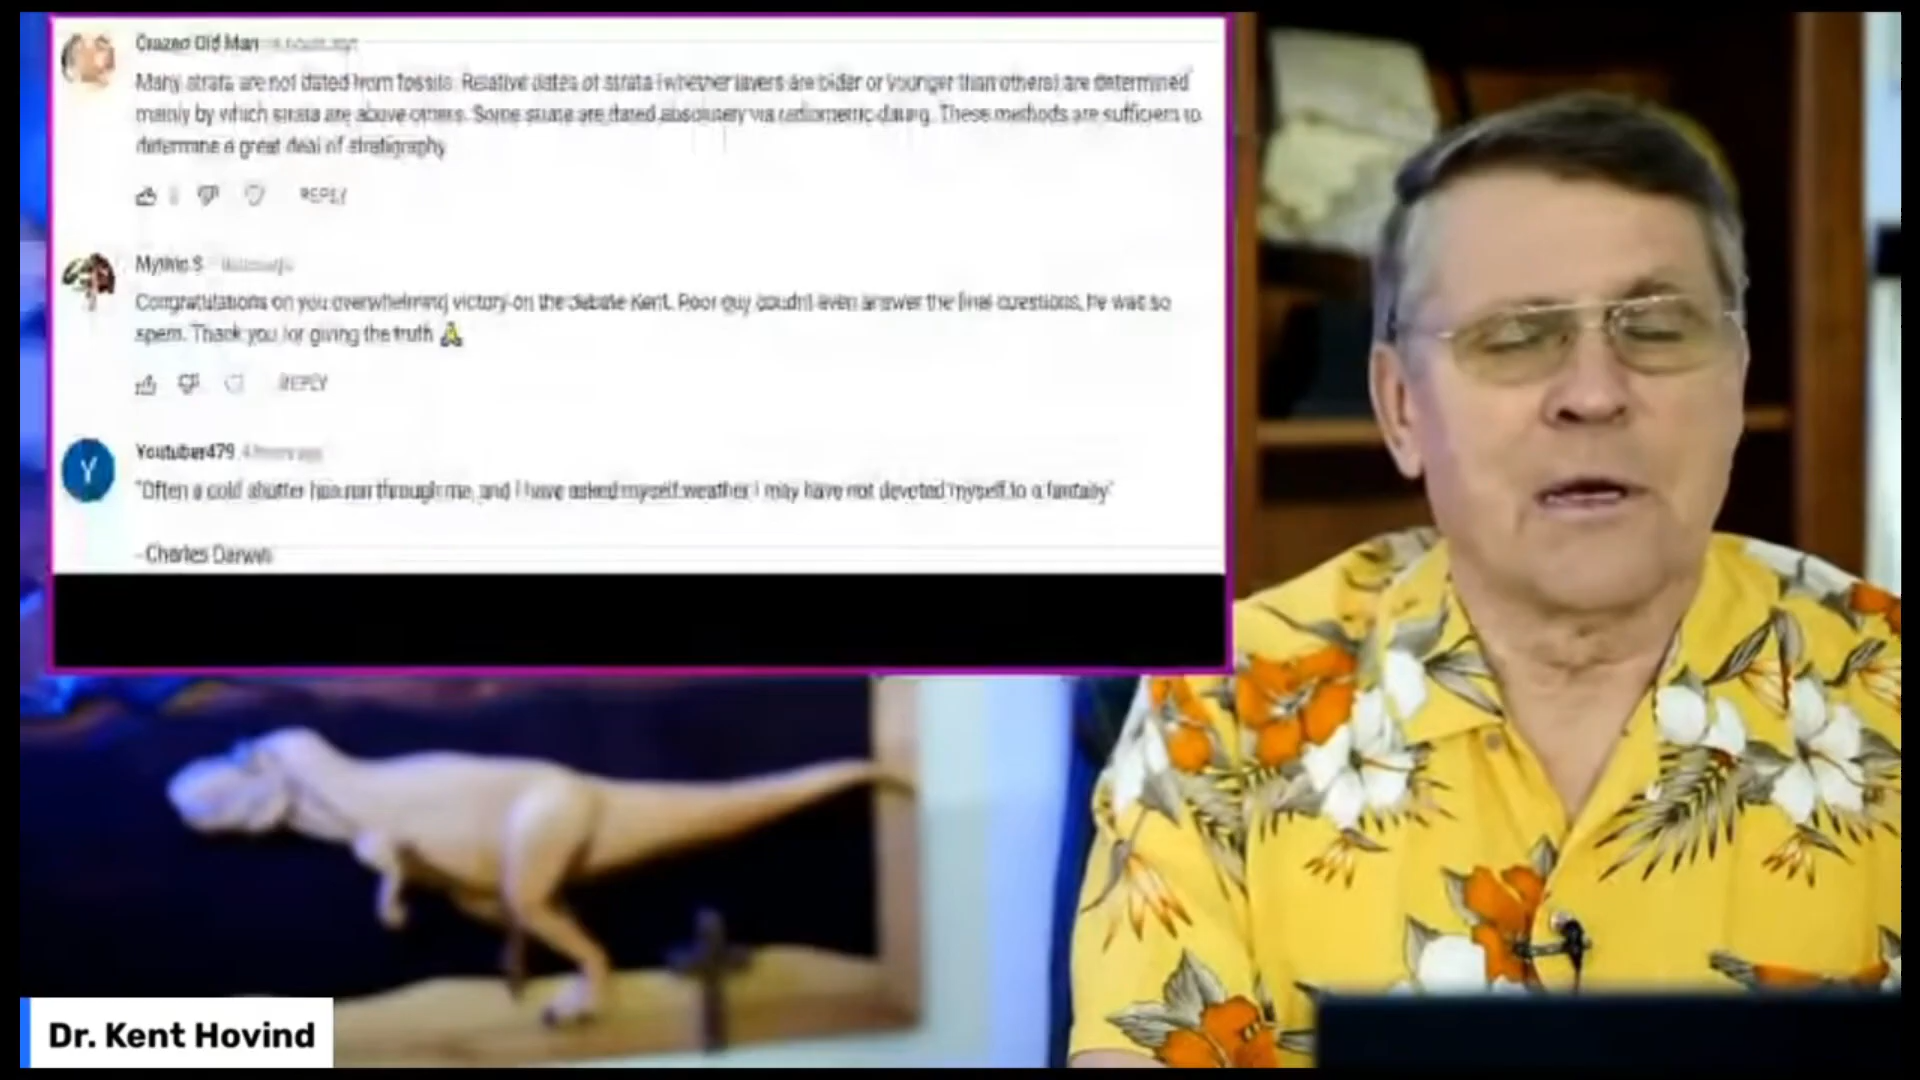 Crazed Old Man
Many strata are not dated from fossils. Relative dates of strata (whether layers are older or younger than others) are determined
mainly by which strata are above others. Some strata are dated absolutely via radiometric dating. These methods are sufficient to
determine a great deal of stratigraphy
REPLY
Mythic S
Congratulations on you overwhelming victory on the debate Kent. Poor guy couldn't even answer the final questions, he was so
Thank you for giving the truth
REPLY
Y
Youtuber479 4 hours ago
"Often a cold shutter has run through me, and I have asked myself weather I may have not devoted myself to a fantasy"
- Charles Darwin
Dr. Kent Hovind